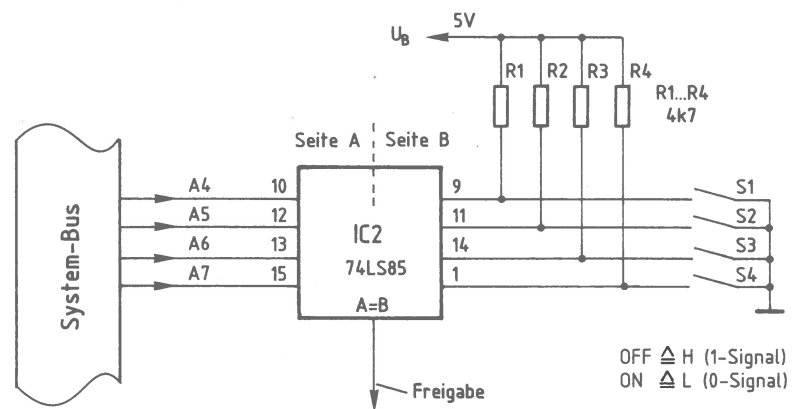 U_B 5V
R1 R2 R3 R4
R1...R4
4k7
Seite A Seite B
System-Bus
A4 10 9 S1
A5 12 11 S2
A6 13 14 S3
A7 15 1 S4
IC2
74LS85
A=B
Freigabe
OFF ≙ H (1-Signal)
ON ≙ L (0-Signal)